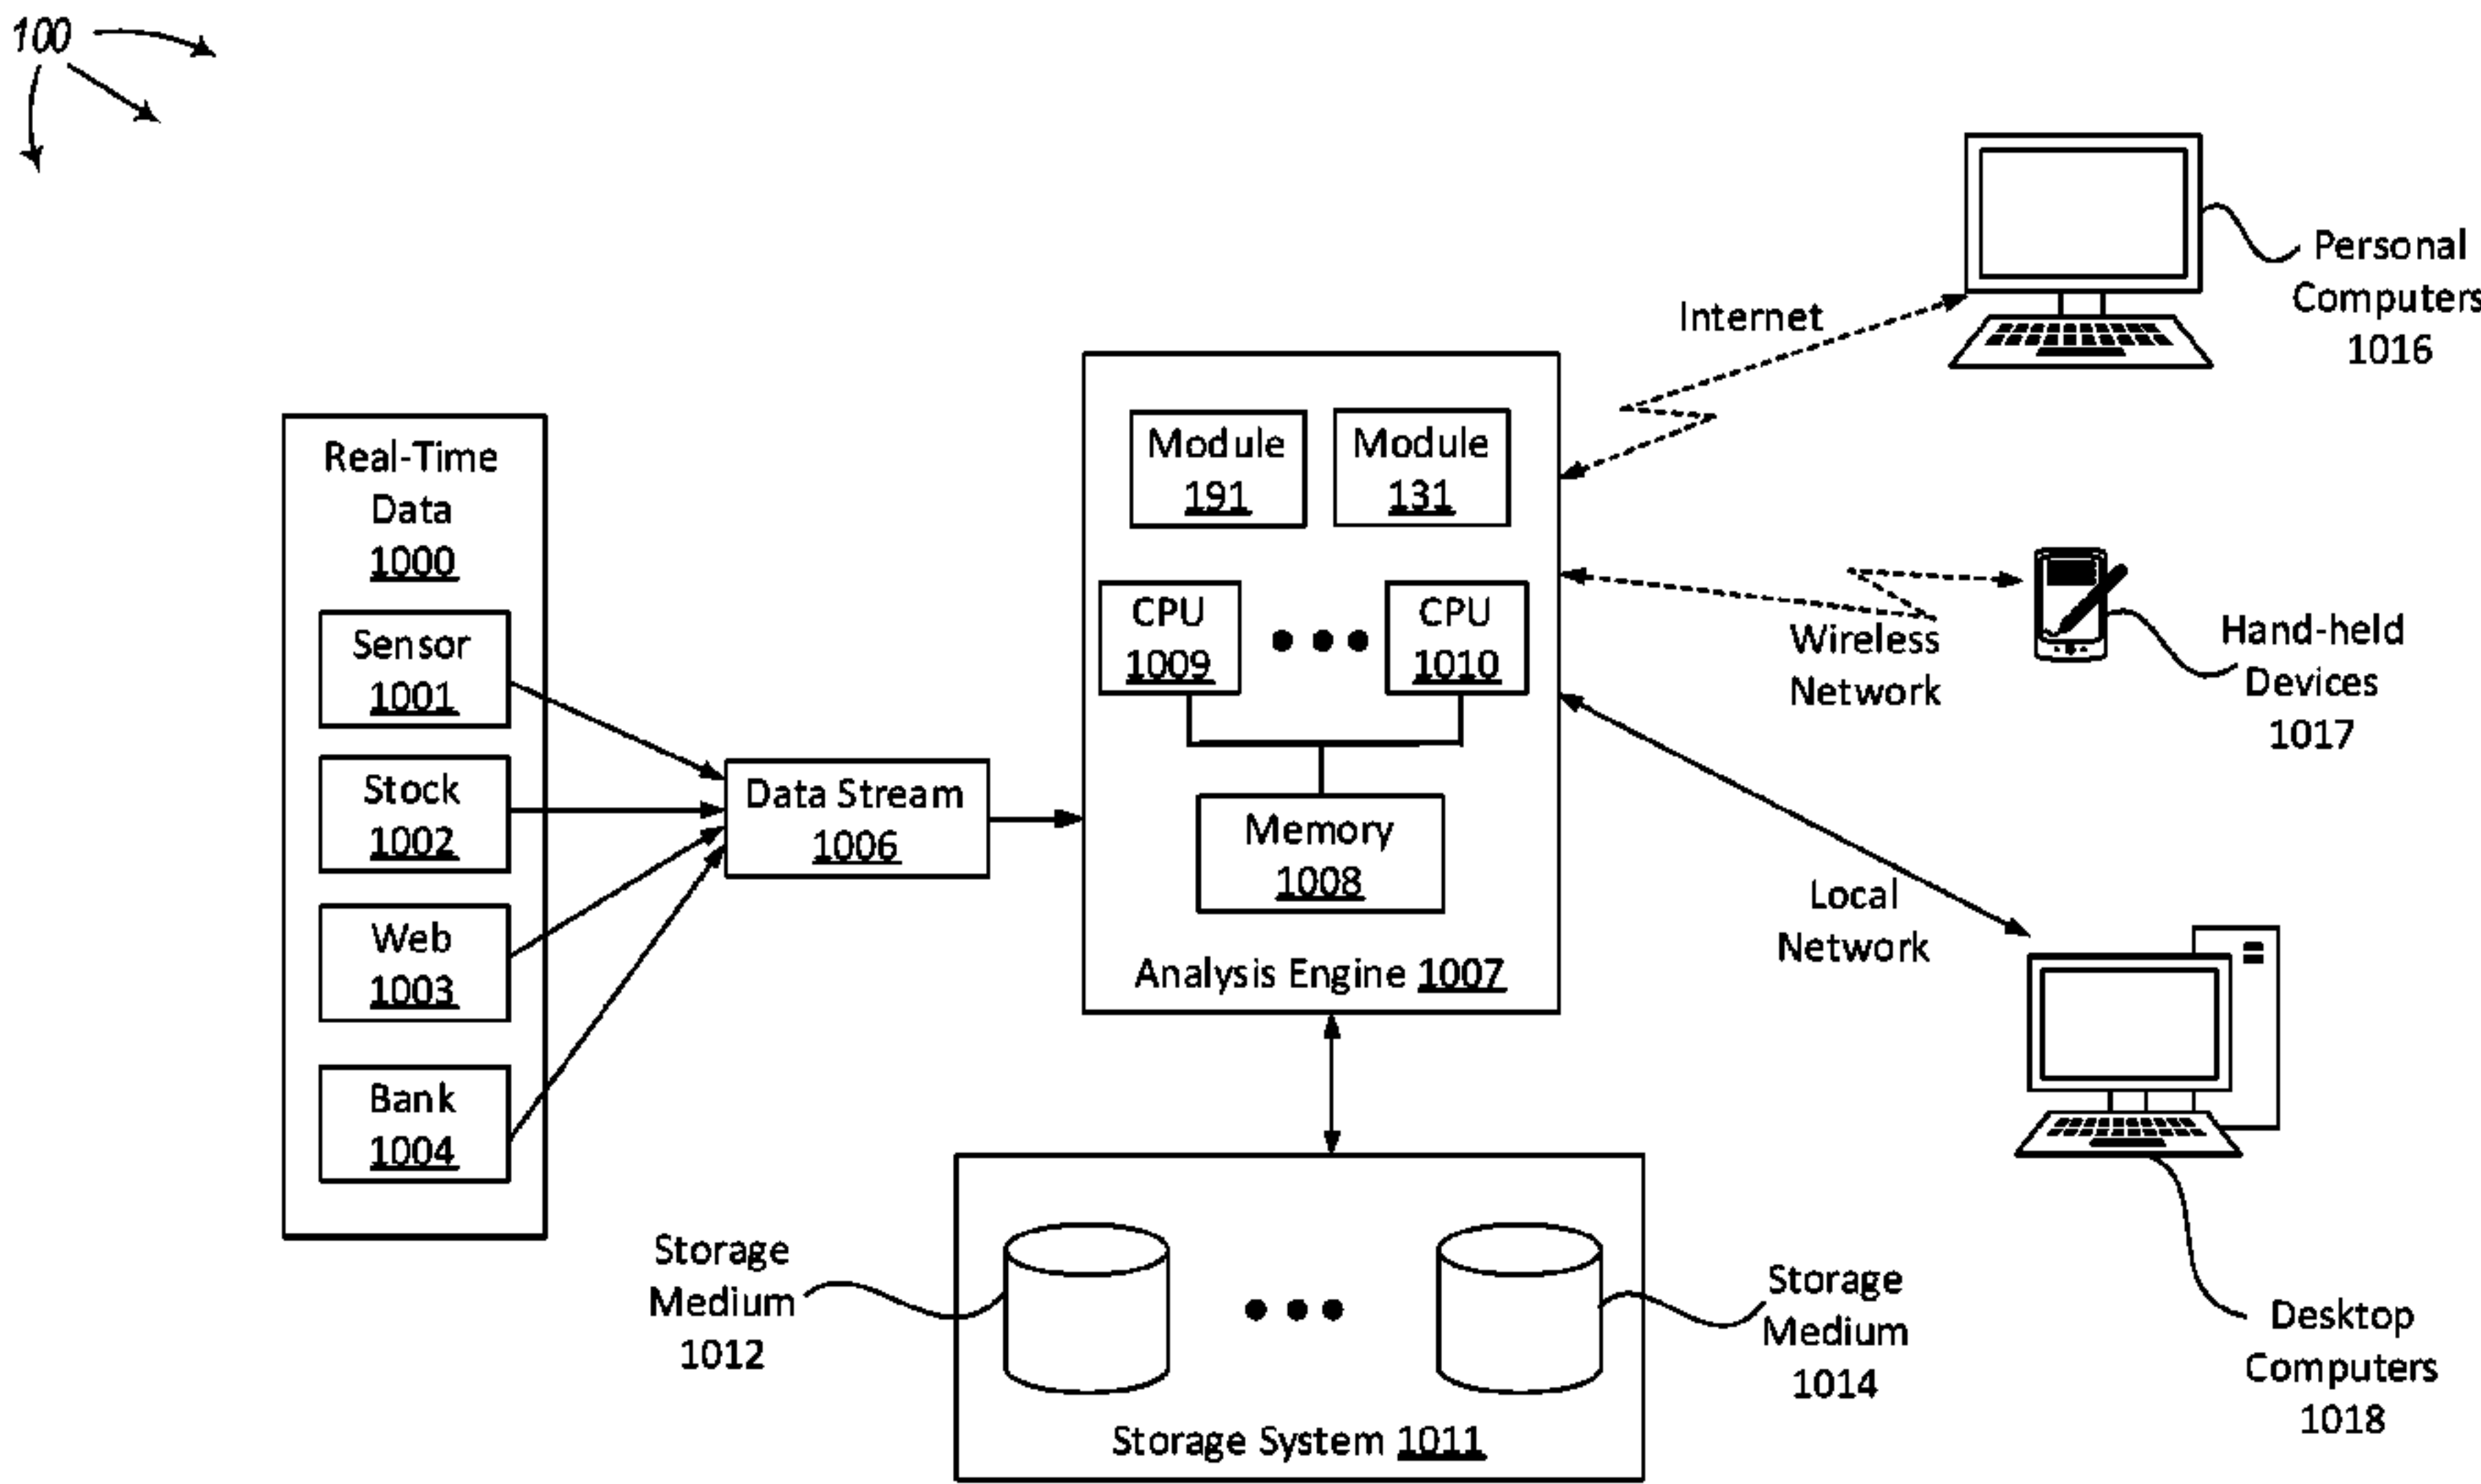 100
Real-Time
Data
1000
Sensor
1001
Stock
1002
Web
1003
Bank
1004
Data Stream
1006
Module
191
Module
131
CPU
1009
CPU
1010
Memory
1008
Analysis Engine 1007
Internet
Wireless
Network
Local
Network
Personal
Computers
1016
Hand-held
Devices
1017
Desktop
Computers
1018
Storage
Medium
1012
Storage
Medium
1014
Storage System 1011